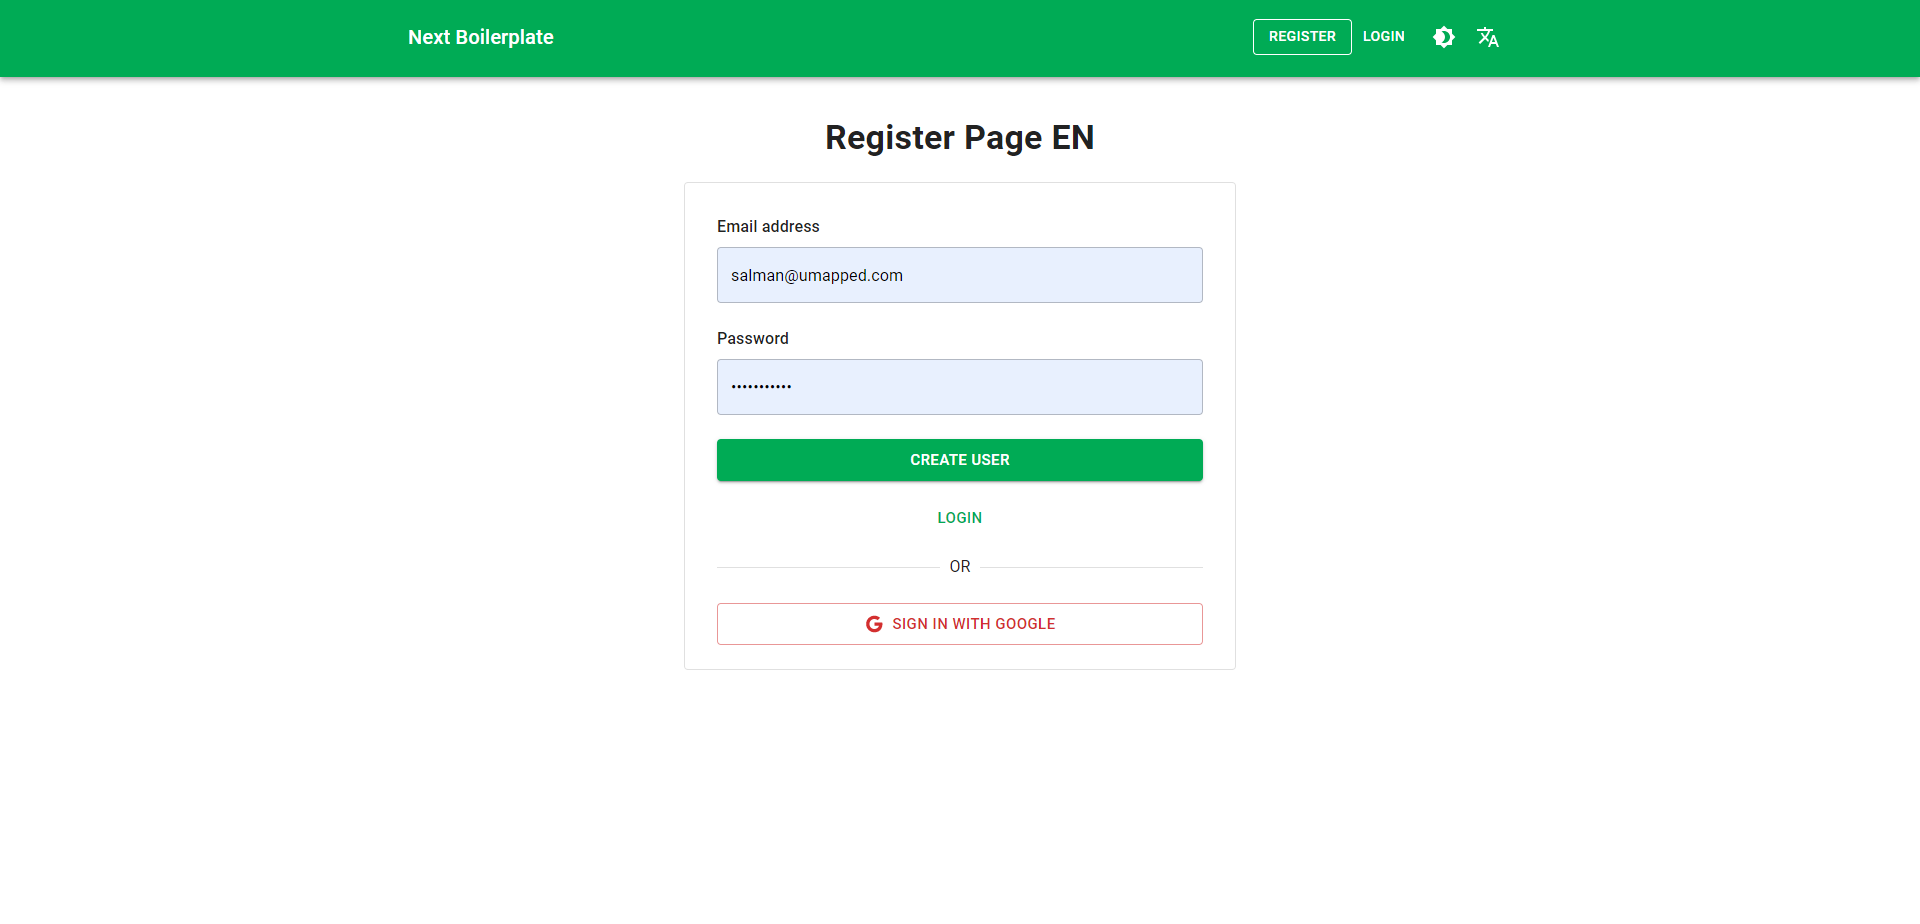 Next Boilerplate
REGISTER LOGIN
Register Page EN
Email address
salman@umapped.com
Password
•••••••••••
CREATE USER
LOGIN
OR
SIGN IN WITH GOOGLE